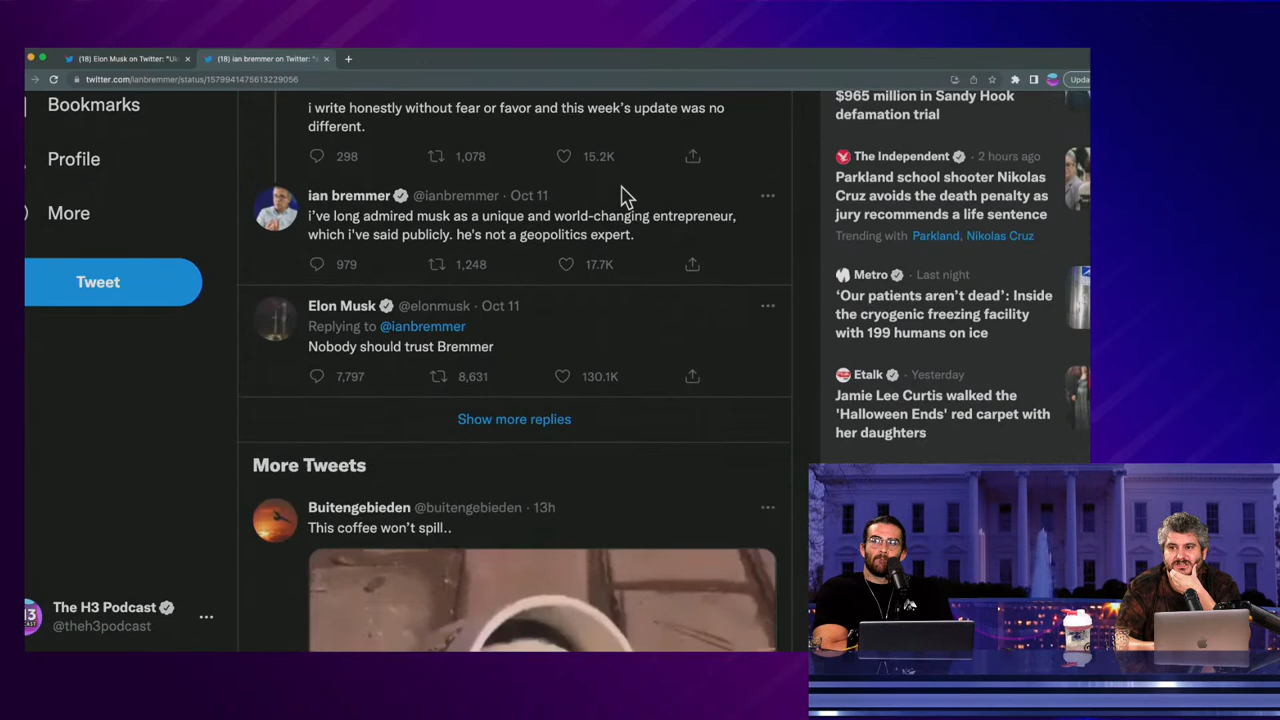 (18) Elon Musk on Twitter: "Uk
(18) ian bremmer on Twitter: "e
twitter.com/ianbremmer/status/1579941475613229056
Upda
Bookmarks
Profile
More
Tweet
The H3 Podcast
@theh3podcast
i write honestly without fear or favor and this week's update was no
different.
298 1,078 15.2K
ian bremmer @ianbremmer · Oct 11
i've long admired musk as a unique and world-changing entrepreneur,
which i've said publicly. he's not a geopolitics expert.
979 1,248 17.7K
Elon Musk @elonmusk · Oct 11
Replying to @ianbremmer
Nobody should trust Bremmer
7,797 8,631 130.1K
Show more replies
More Tweets
Buitengebieden @buitengebieden · 13h
This coffee won't spill..
$965 million in Sandy Hook
defamation trial
The Independent · 2 hours ago
Parkland school shooter Nikolas
Cruz avoids the death penalty as
jury recommends a life sentence
Trending with Parkland, Nikolas Cruz
Metro · Last night
'Our patients aren't dead': Inside
the cryogenic freezing facility
with 199 humans on ice
Etalk · Yesterday
Jamie Lee Curtis walked the
'Halloween Ends' red carpet with
her daughters